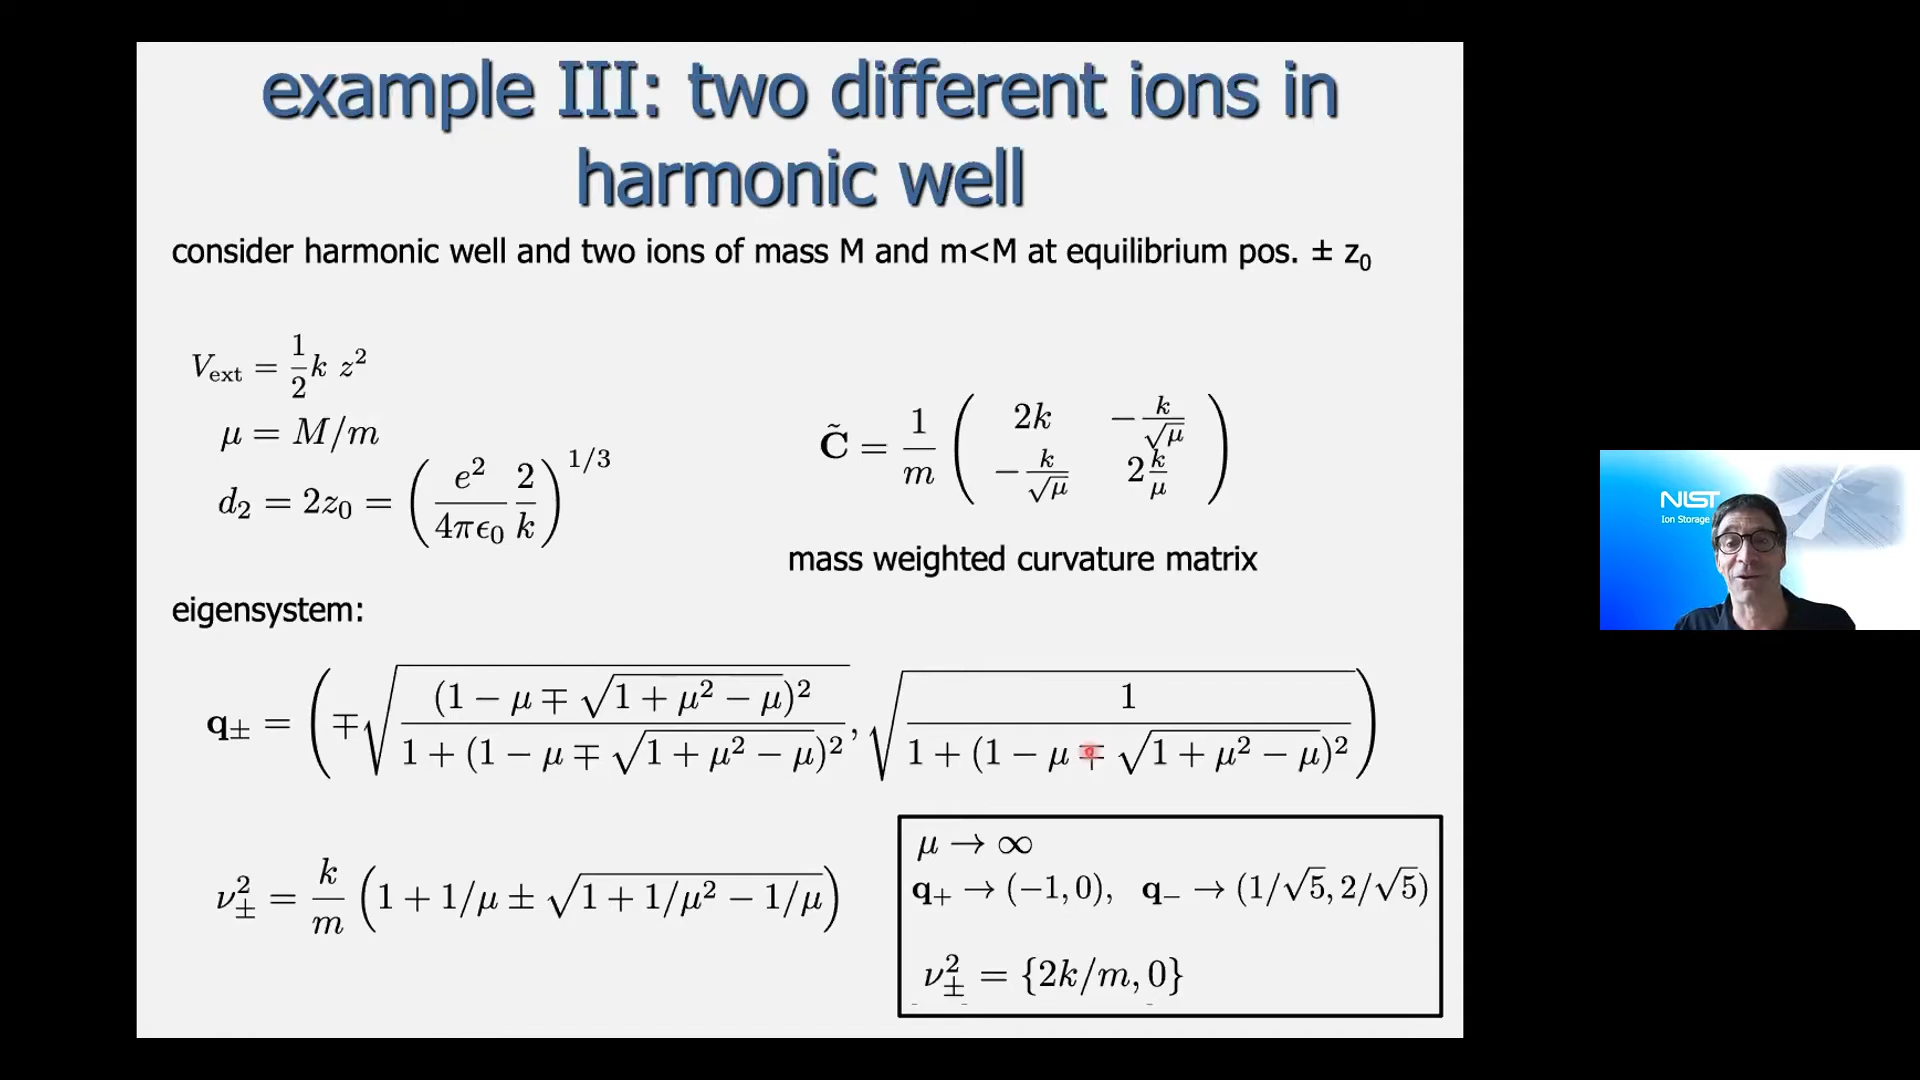 example III: two different ions in
harmonic well
consider harmonic well and two ions of mass M and m<M at equilibrium pos. ± z₀
V_ext = 1/2 k z²
μ = M/m
d₂ = 2z₀ = (e²/4πϵ₀ 2/k)^1/3
C̃ = 1/m ( 2k  −k/√μ
−k/√μ  2k/μ )
mass weighted curvature matrix
eigensystem:
q± = (∓√((1 − μ ∓ √(1 + μ² − μ))² / (1 + (1 − μ ∓ √(1 + μ² − μ))²)), √(1 / (1 + (1 − μ ∓ √(1 + μ² − μ))²)))
ν²± = k/m (1 + 1/μ ± √(1 + 1/μ² − 1/μ))
μ → ∞
q₊ → (−1, 0), q₋ → (1/√5, 2/√5)
ν²± = {2k/m, 0}
NIST
Ion Storage